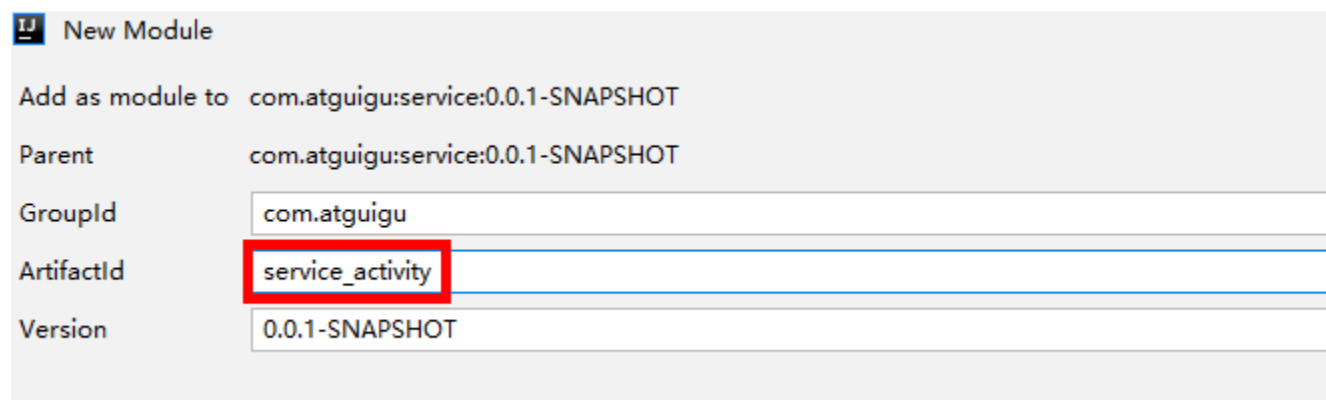 IJ New Module
Add as module to com.atguigu:service:0.0.1-SNAPSHOT
Parent com.atguigu:service:0.0.1-SNAPSHOT
GroupId com.atguigu
ArtifactId service_activity
Version 0.0.1-SNAPSHOT